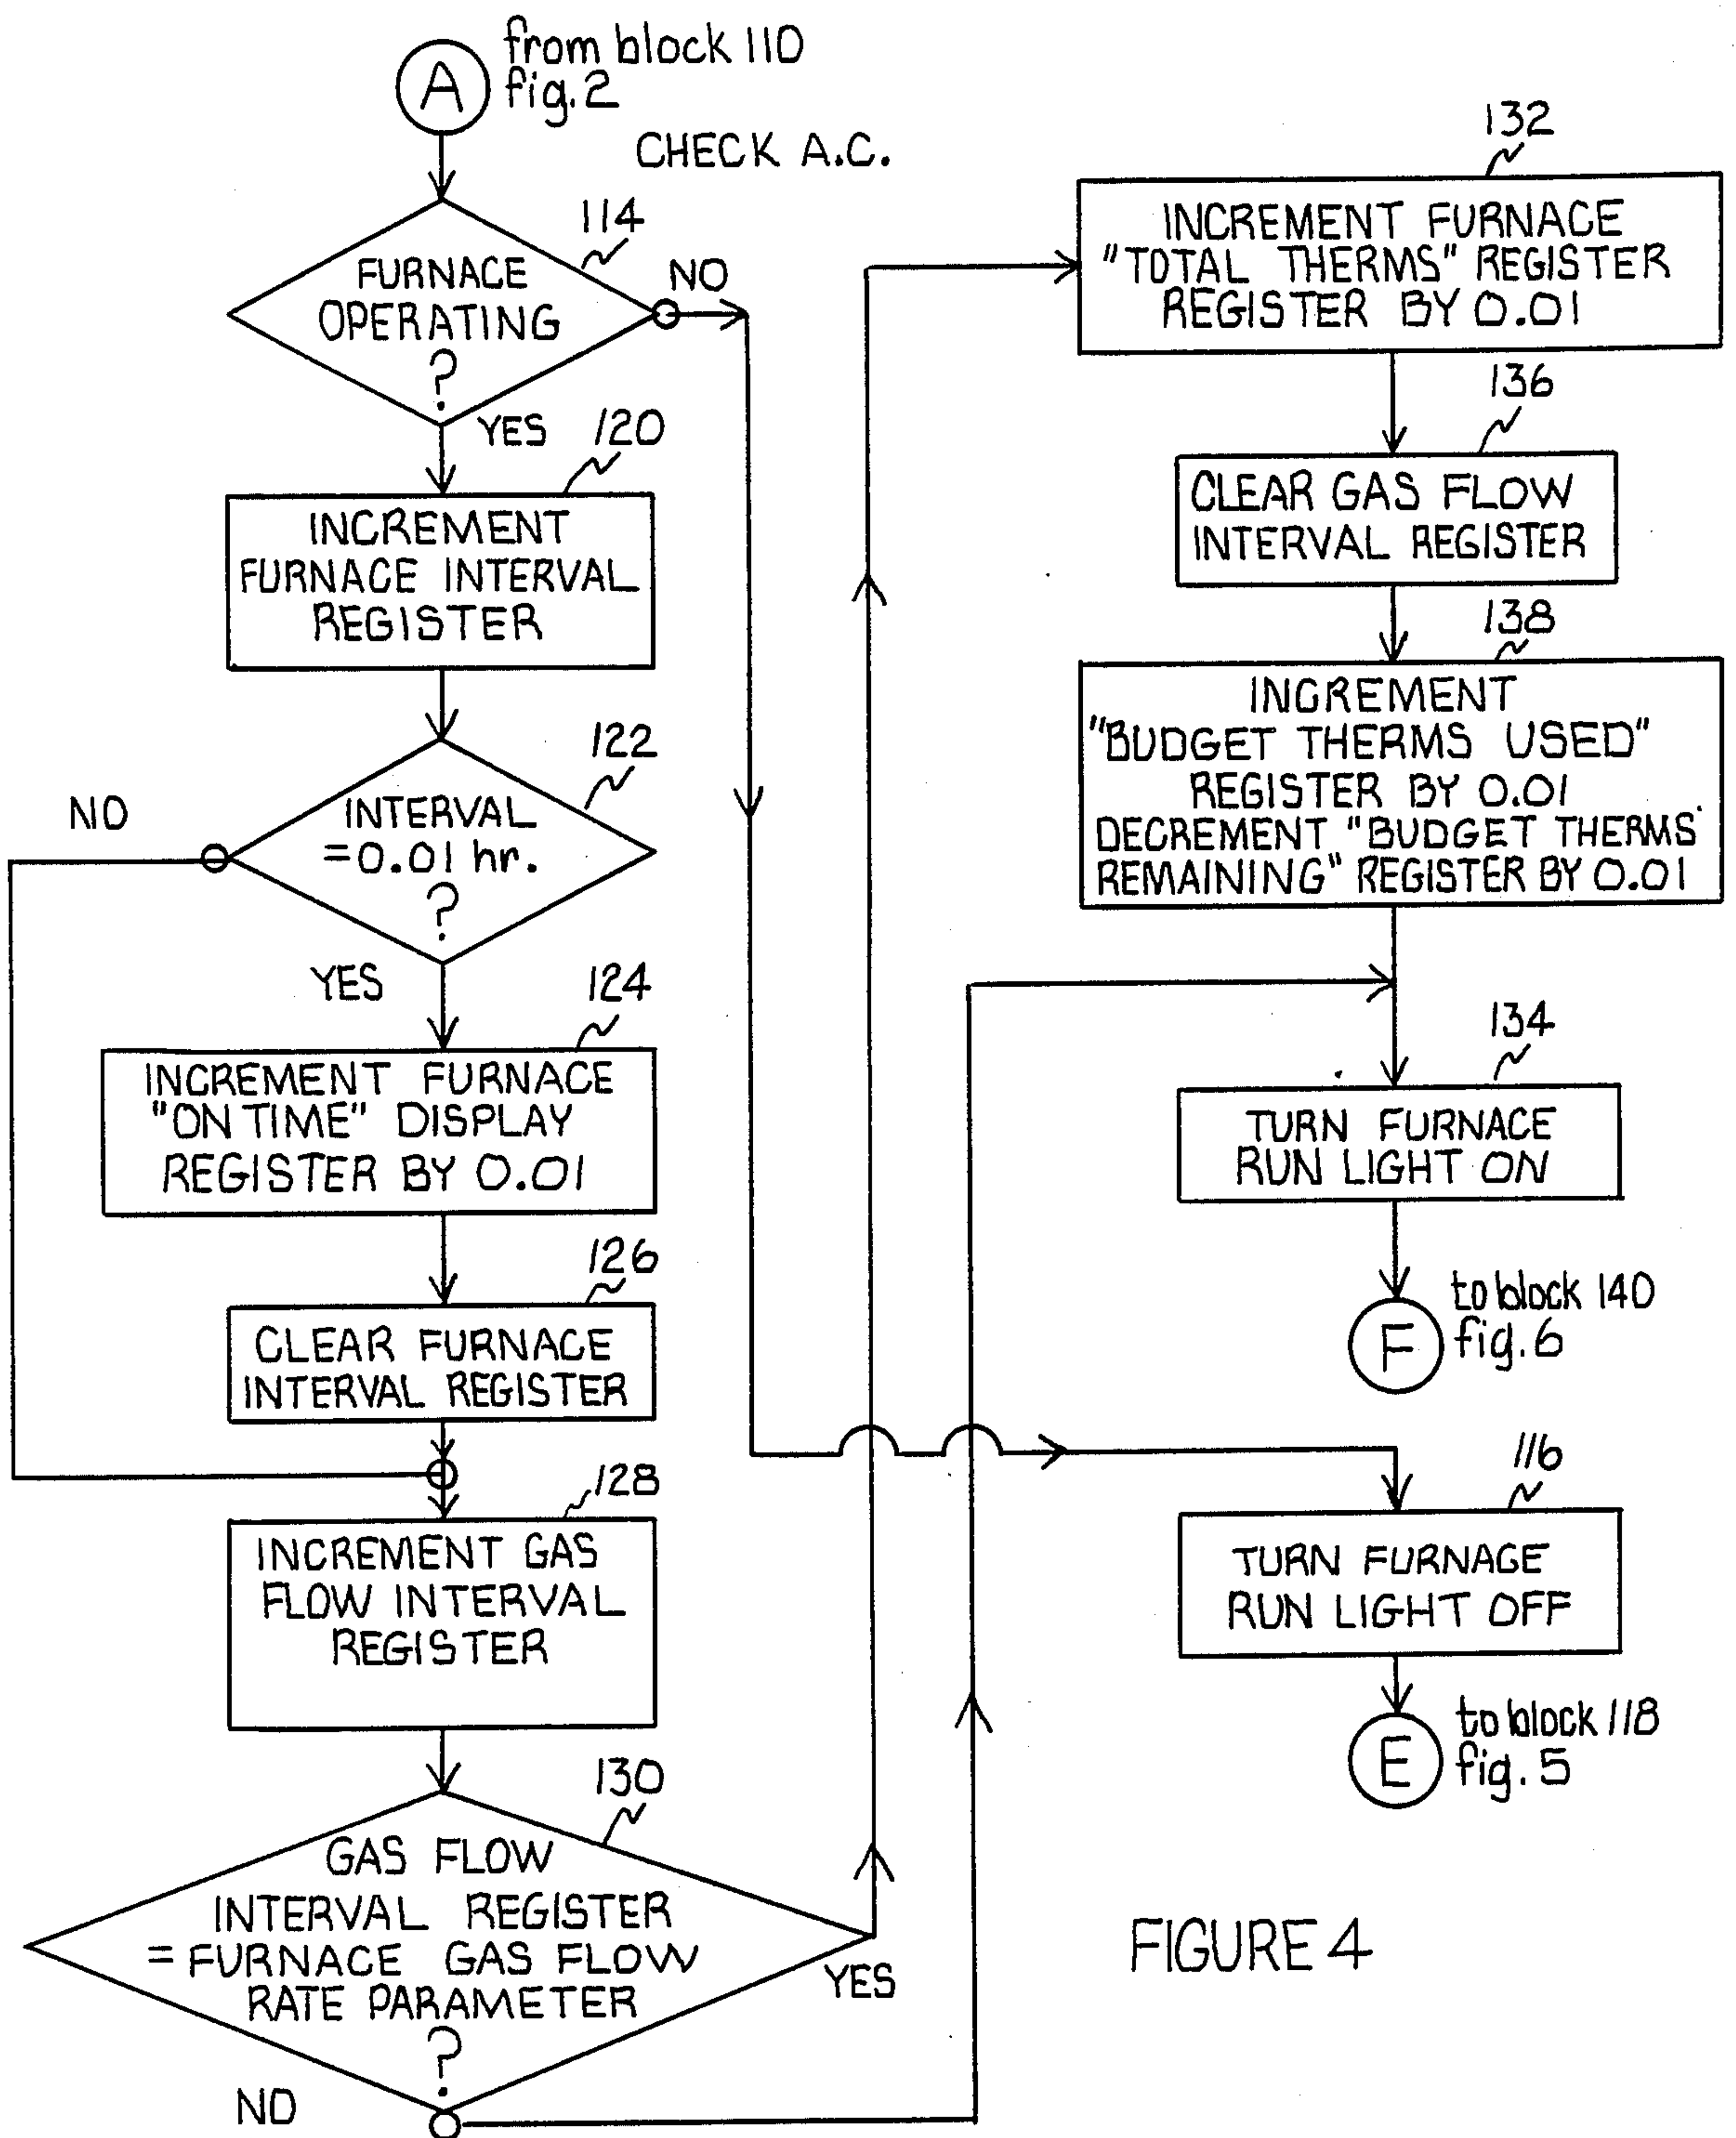 A
from block 110
fig. 2
CHECK A.C.
114
FURNACE
OPERATING
?
NO
YES
120
INCREMENT
FURNACE INTERVAL
REGISTER
122
INTERVAL
=0.01 hr.
?
NO
YES
124
INCREMENT FURNACE
"ON TIME" DISPLAY
REGISTER BY 0.01
126
CLEAR FURNACE
INTERVAL REGISTER
128
INCREMENT GAS
FLOW INTERVAL
REGISTER
130
GAS FLOW
INTERVAL REGISTER
= FURNACE GAS FLOW
RATE PARAMETER
?
YES
NO
132
INCREMENT FURNACE
"TOTAL THERMS" REGISTER
REGISTER BY 0.01
136
CLEAR GAS FLOW
INTERVAL REGISTER
138
INCREMENT
"BUDGET THERMS USED"
REGISTER BY 0.01
DECREMENT "BUDGET THERMS
REMAINING" REGISTER BY 0.01
134
TURN FURNACE
RUN LIGHT ON
F
to block 140
fig. 6
116
TURN FURNAGE
RUN LIGHT OFF
E
to block 118
fig. 5
FIGURE 4